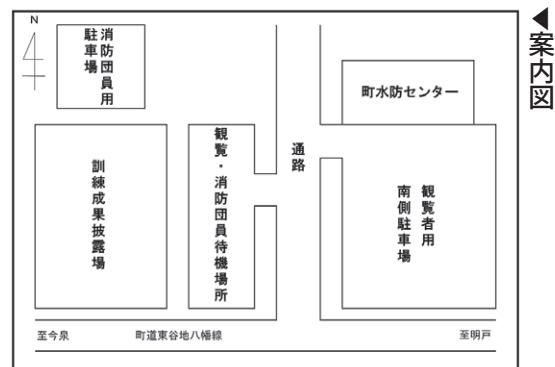 ◀案内図
N
消防団員用
駐車場
町水防センター
訓練成果披露場
観覧・消防団員待機場所
通路
観覧者用
南側駐車場
至今泉
町道東谷地八幡線
至明戸